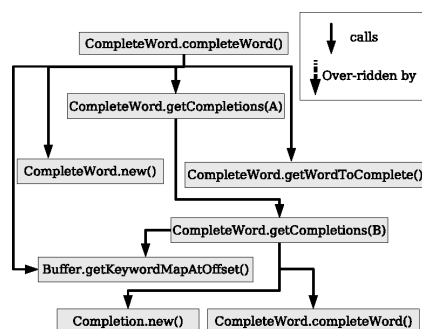 CompleteWord.completeWord()
calls
Over-ridden by
CompleteWord.getCompletions(A)
CompleteWord.new()
CompleteWord.getWordToComplete()
CompleteWord.getCompletions(B)
Buffer.getKeywordMapAtOffset()
Completion.new()
CompleteWord.completeWord()